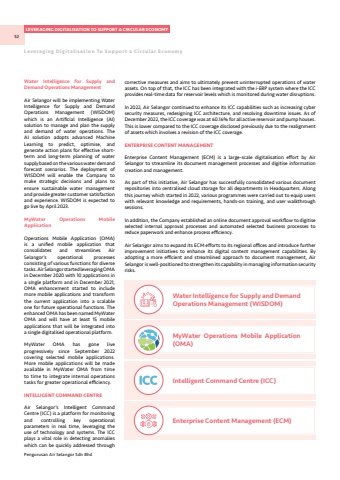 LEVERAGING DIGITALISATION TO SUPPORT A CIRCULAR ECONOMY
52
Leveraging Digitalisation To Support a Circular Economy
Water Intelligence for Supply and
Demand Operations Management
Air Selangor will be implementing Water
Intelligence for Supply and Demand
Operations Management (WISDOM)
which is an Artificial Intelligence (AI)
solution to manage and plan the supply
and demand of water operations. The
AI solution adopts advanced Machine
Learning to predict, optimise, and
generate action plans for effective short-
term and long-term planning of water
supply based on the various water demand
forecast scenarios. The deployment of
WISDOM will enable the Company to
make strategic decisions and plans to
ensure sustainable water management
and provide greater customer satisfaction
and experience. WISDOM is expected to
go live by April 2023.
MyWater Operations Mobile
Application
Operations Mobile Application (OMA)
is a unified mobile application that
consolidates and streamlines Air
Selangor's operational processes
consisting of various functions for diverse
tasks. Air Selangor started leveraging OMA
in December 2020 with 10 applications in
a single platform and in December 2021,
OMA enhancement started to include
more mobile applications and transform
the current application into a scalable
one for future operational functions. The
enhanced OMA has been named MyWater
OMA and will have at least 15 mobile
applications that will be integrated into
a single digitalised operational platform.
MyWater OMA has gone live
progressively since September 2022
covering selected mobile applications.
More mobile applications will be made
available in MyWater OMA from time
to time to integrate internal operations
tasks for greater operational efficiency.
INTELLIGENT COMMAND CENTRE
Air Selangor's Intelligent Command
Centre (ICC) is a platform for monitoring
and controlling key operational
parameters in real time, leveraging the
use of technology and systems. The ICC
plays a vital role in detecting anomalies
which can be quickly addressed through
corrective measures and aims to ultimately prevent uninterrupted operations of water
assets. On top of that, the ICC has been integrated with the i-ERP system where the ICC
provides real-time data for reservoir levels which is monitored during water disruptions.
In 2022, Air Selangor continued to enhance its ICC capabilities such as increasing cyber
security measures, redesigning ICC architecture, and resolving downtime issues. As of
December 2022, the ICC coverage was at 60.14% for all active reservoir and pump houses.
This is lower compared to the ICC coverage disclosed previously due to the realignment
of assets which involves a revision of the ICC coverage.
ENTERPRISE CONTENT MANAGEMENT
Enterprise Content Management (ECM) is a large-scale digitalisation effort by Air
Selangor to streamline its document management processes and digitise information
creation and management.
As part of this initiative, Air Selangor has successfully consolidated various document
repositories into centralised cloud storage for all departments in Headquarters. Along
this journey which started in 2022, various programmes were carried out to equip users
with relevant knowledge and requirements, hands-on training, and user walkthrough
sessions.
In addition, the Company established an online document approval workflow to digitise
selected internal approval processes and automated selected business processes to
reduce paperwork and enhance process efficiency.
Air Selangor aims to expand its ECM efforts to its regional offices and introduce further
improvement initiatives to enhance its digital content management capabilities. By
adopting a more efficient and streamlined approach to document management, Air
Selangor is well-positioned to strengthen its capability in managing information security
risks.
Water Intelligence for Supply and Demand
Operations Management (WISDOM)
MyWater Operations Mobile Application
(OMA)
ICC
Intelligent Command Centre (ICC)
Enterprise Content Management (ECM)
Pengurusan Air Selangor Sdn Bhd